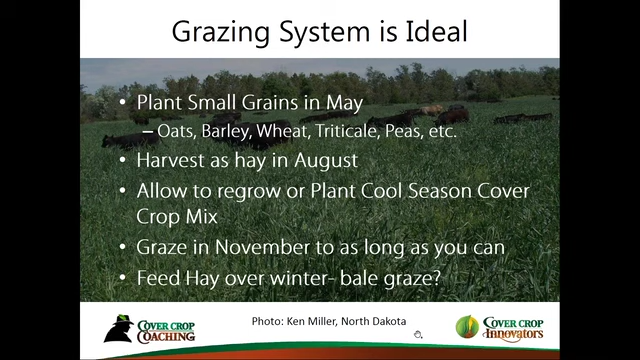 Grazing System is Ideal
• Plant Small Grains in May
– Oats, Barley, Wheat, Triticale, Peas, etc.
• Harvest as hay in August
• Allow to regrow or Plant Cool Season Cover
Crop Mix
• Graze in November to as long as you can
• Feed Hay over winter- bale graze?
COVER CROP
COACHING
Photo: Ken Miller, North Dakota
COVER CROP
Innovators